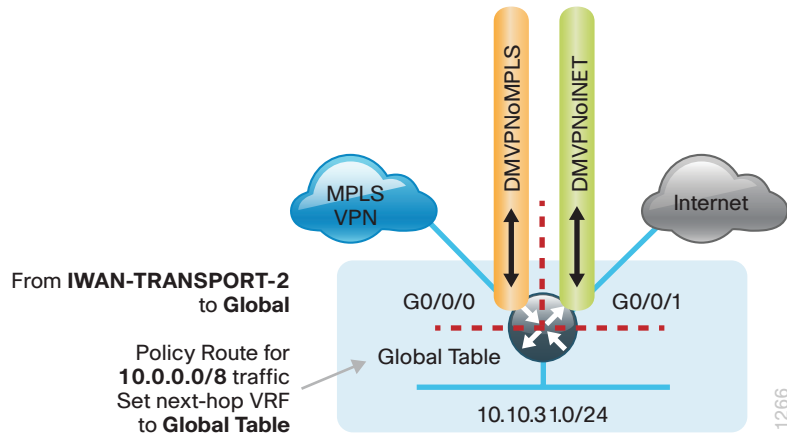 DMVPNoMPLS
DMVPNoINET
MPLS
VPN
Internet
From IWAN-TRANSPORT-2
to Global
G0/0/0
G0/0/1
Policy Route for
10.0.0.0/8 traffic
Set next-hop VRF
to Global Table
Global Table
10.10.31.0/24
1266